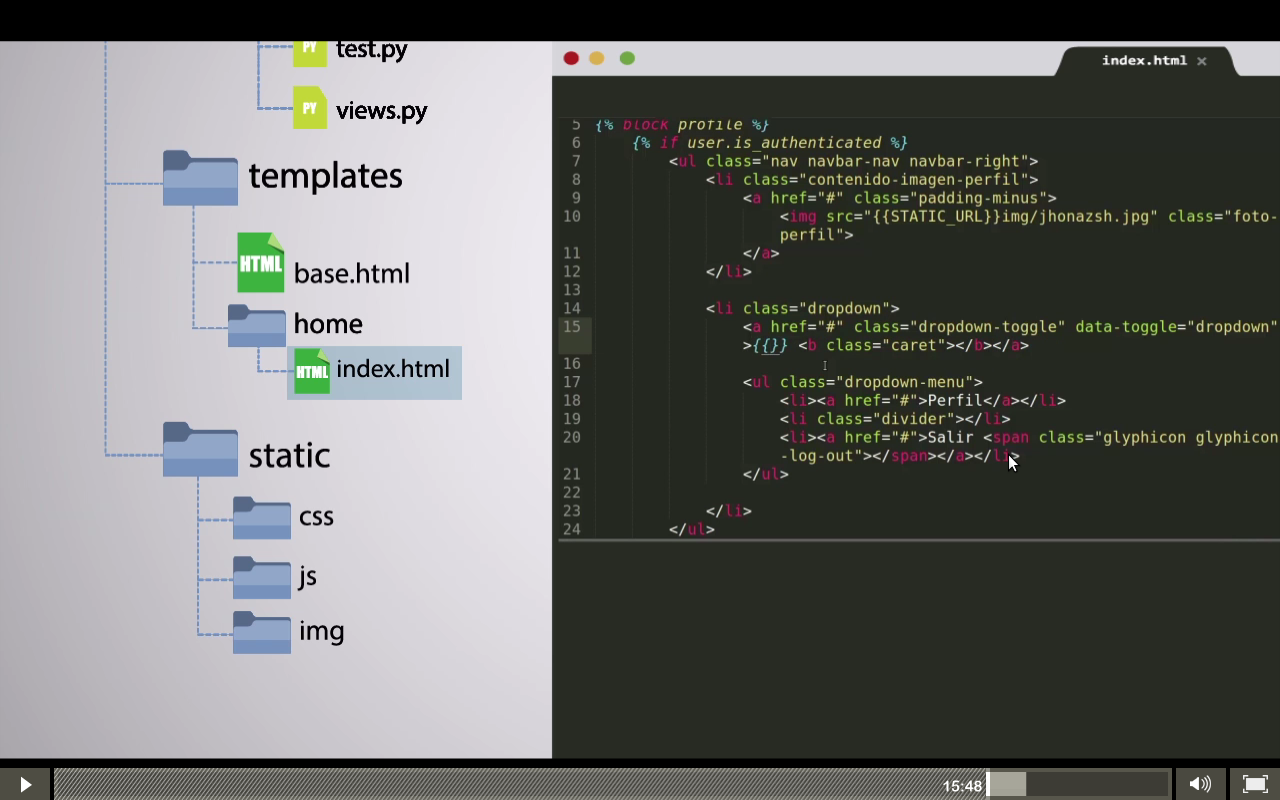 PY test.py
PY views.py
templates
HTML base.html
home
HTML index.html
static
css
js
img
index.html ×
5 {% block profile %}
6 {% if user.is_authenticated %}
7 <ul class="nav navbar-nav navbar-right">
8 <li class="contenido-imagen-perfil">
9 <a href="#" class="padding-minus">
10 <img src="{{STATIC_URL}}img/jhonazsh.jpg" class="foto-
perfil">
11 </a>
12 </li>
13
14 <li class="dropdown">
15 <a href="#" class="dropdown-toggle" data-toggle="dropdown"
>{{}} <b class="caret"></b></a>
16
17 <ul class="dropdown-menu">
18 <li><a href="#">Perfil</a></li>
19 <li class="divider"></li>
20 <li><a href="#">Salir <span class="glyphicon glyphicon
-log-out"></span></a></li>
21 </ul>
22
23 </li>
24 </ul>
15:48